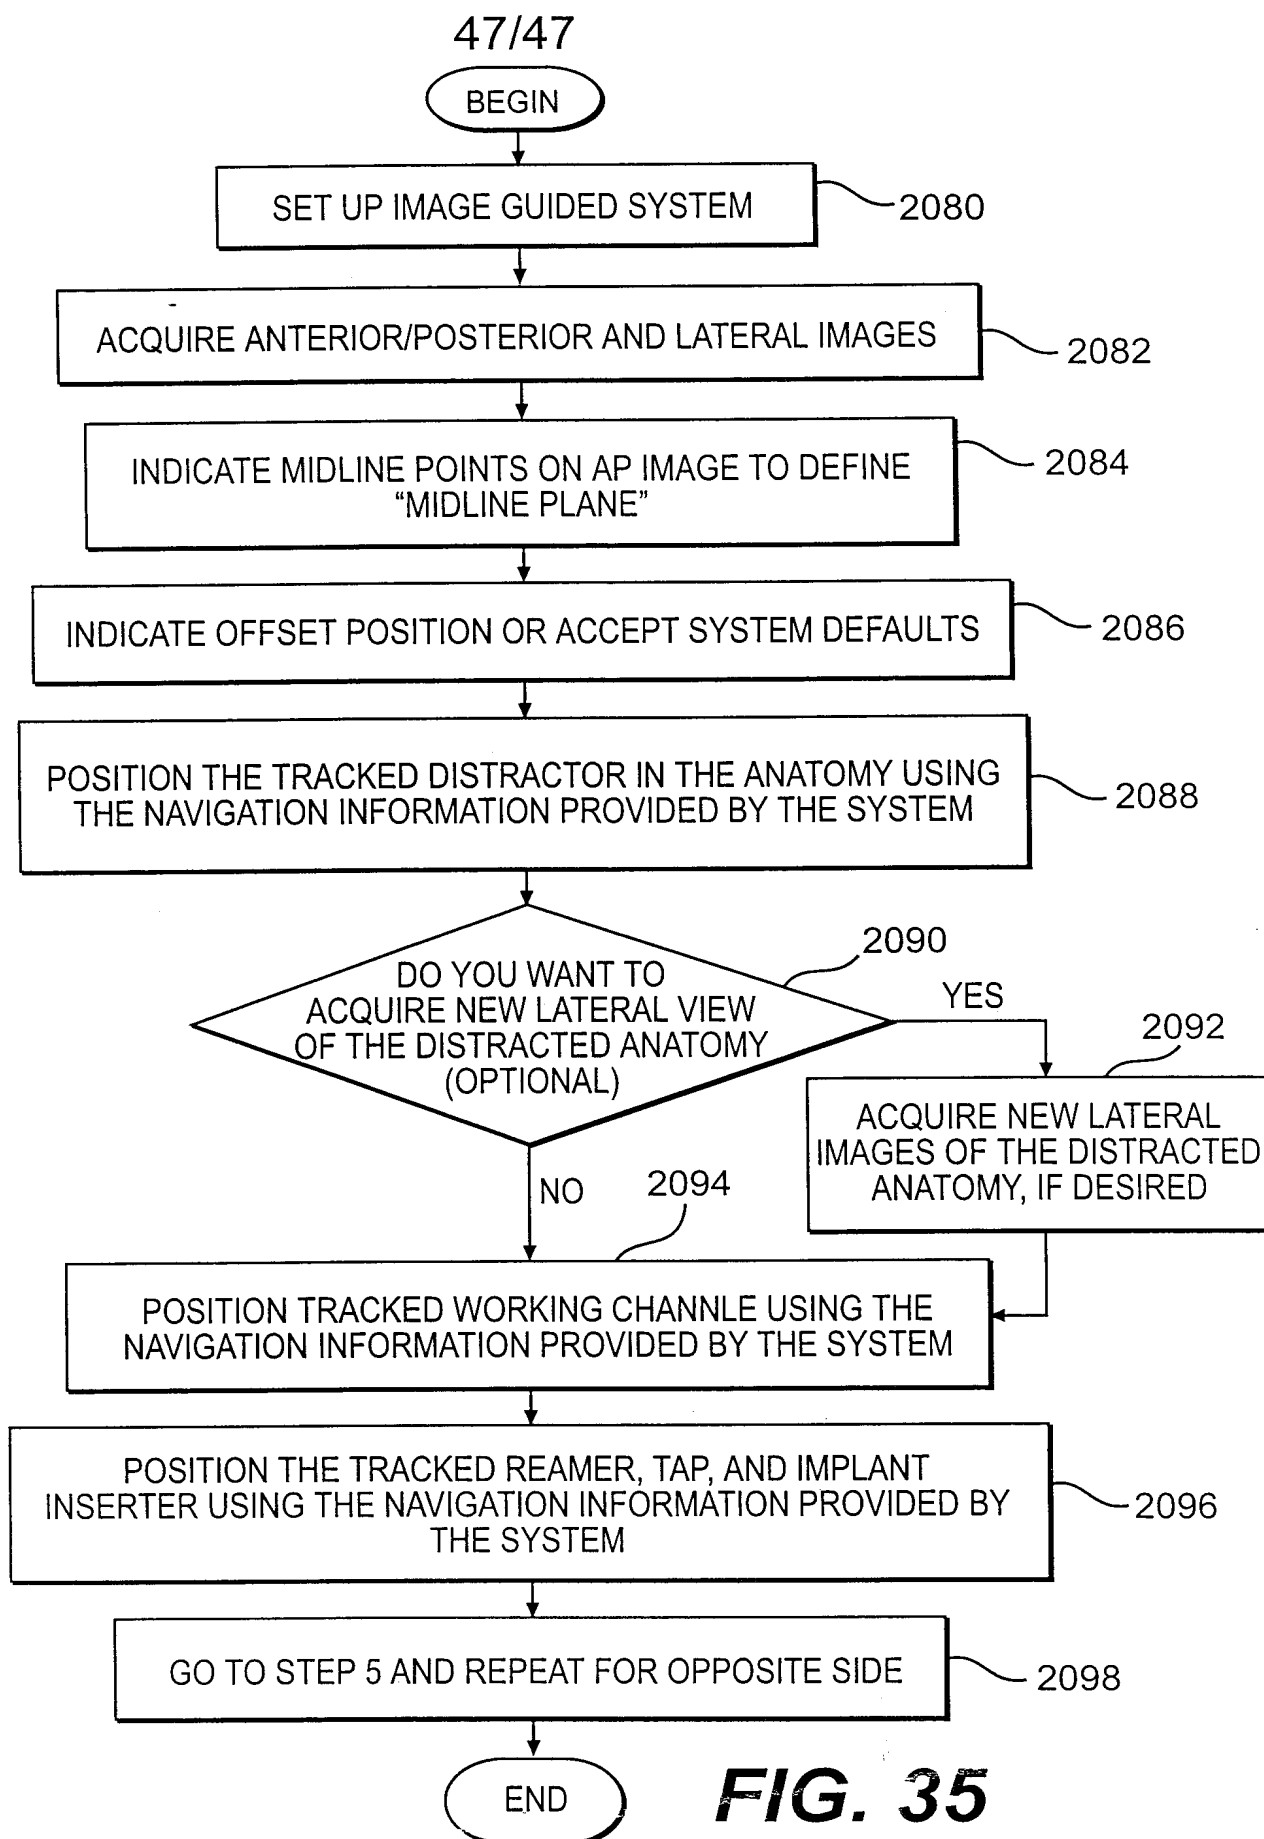 47/47
BEGIN
SET UP IMAGE GUIDED SYSTEM
2080
ACQUIRE ANTERIOR/POSTERIOR AND LATERAL IMAGES
2082
INDICATE MIDLINE POINTS ON AP IMAGE TO DEFINE
“MIDLINE PLANE”
2084
INDICATE OFFSET POSITION OR ACCEPT SYSTEM DEFAULTS
2086
POSITION THE TRACKED DISTRACTOR IN THE ANATOMY USING
THE NAVIGATION INFORMATION PROVIDED BY THE SYSTEM
2088
2090
DO YOU WANT TO
ACQUIRE NEW LATERAL VIEW
OF THE DISTRACTED ANATOMY
(OPTIONAL)
YES
2092
ACQUIRE NEW LATERAL
IMAGES OF THE DISTRACTED
ANATOMY, IF DESIRED
NO
2094
POSITION TRACKED WORKING CHANNLE USING THE
NAVIGATION INFORMATION PROVIDED BY THE SYSTEM
POSITION THE TRACKED REAMER, TAP, AND IMPLANT
INSERTER USING THE NAVIGATION INFORMATION PROVIDED BY
THE SYSTEM
2096
GO TO STEP 5 AND REPEAT FOR OPPOSITE SIDE
2098
END
FIG. 35